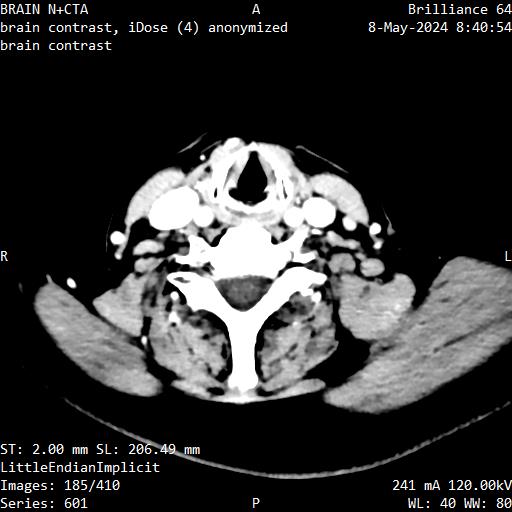 BRAIN N+CTA
A
Brilliance 64
brain contrast, iDose (4) anonymized
8-May-2024 8:40:54
brain contrast
R
L
ST: 2.00 mm SL: 206.49 mm
LittleEndianImplicit
Images: 185/410
241 mA 120.00kV
Series: 601
P
WL: 40 WW: 80